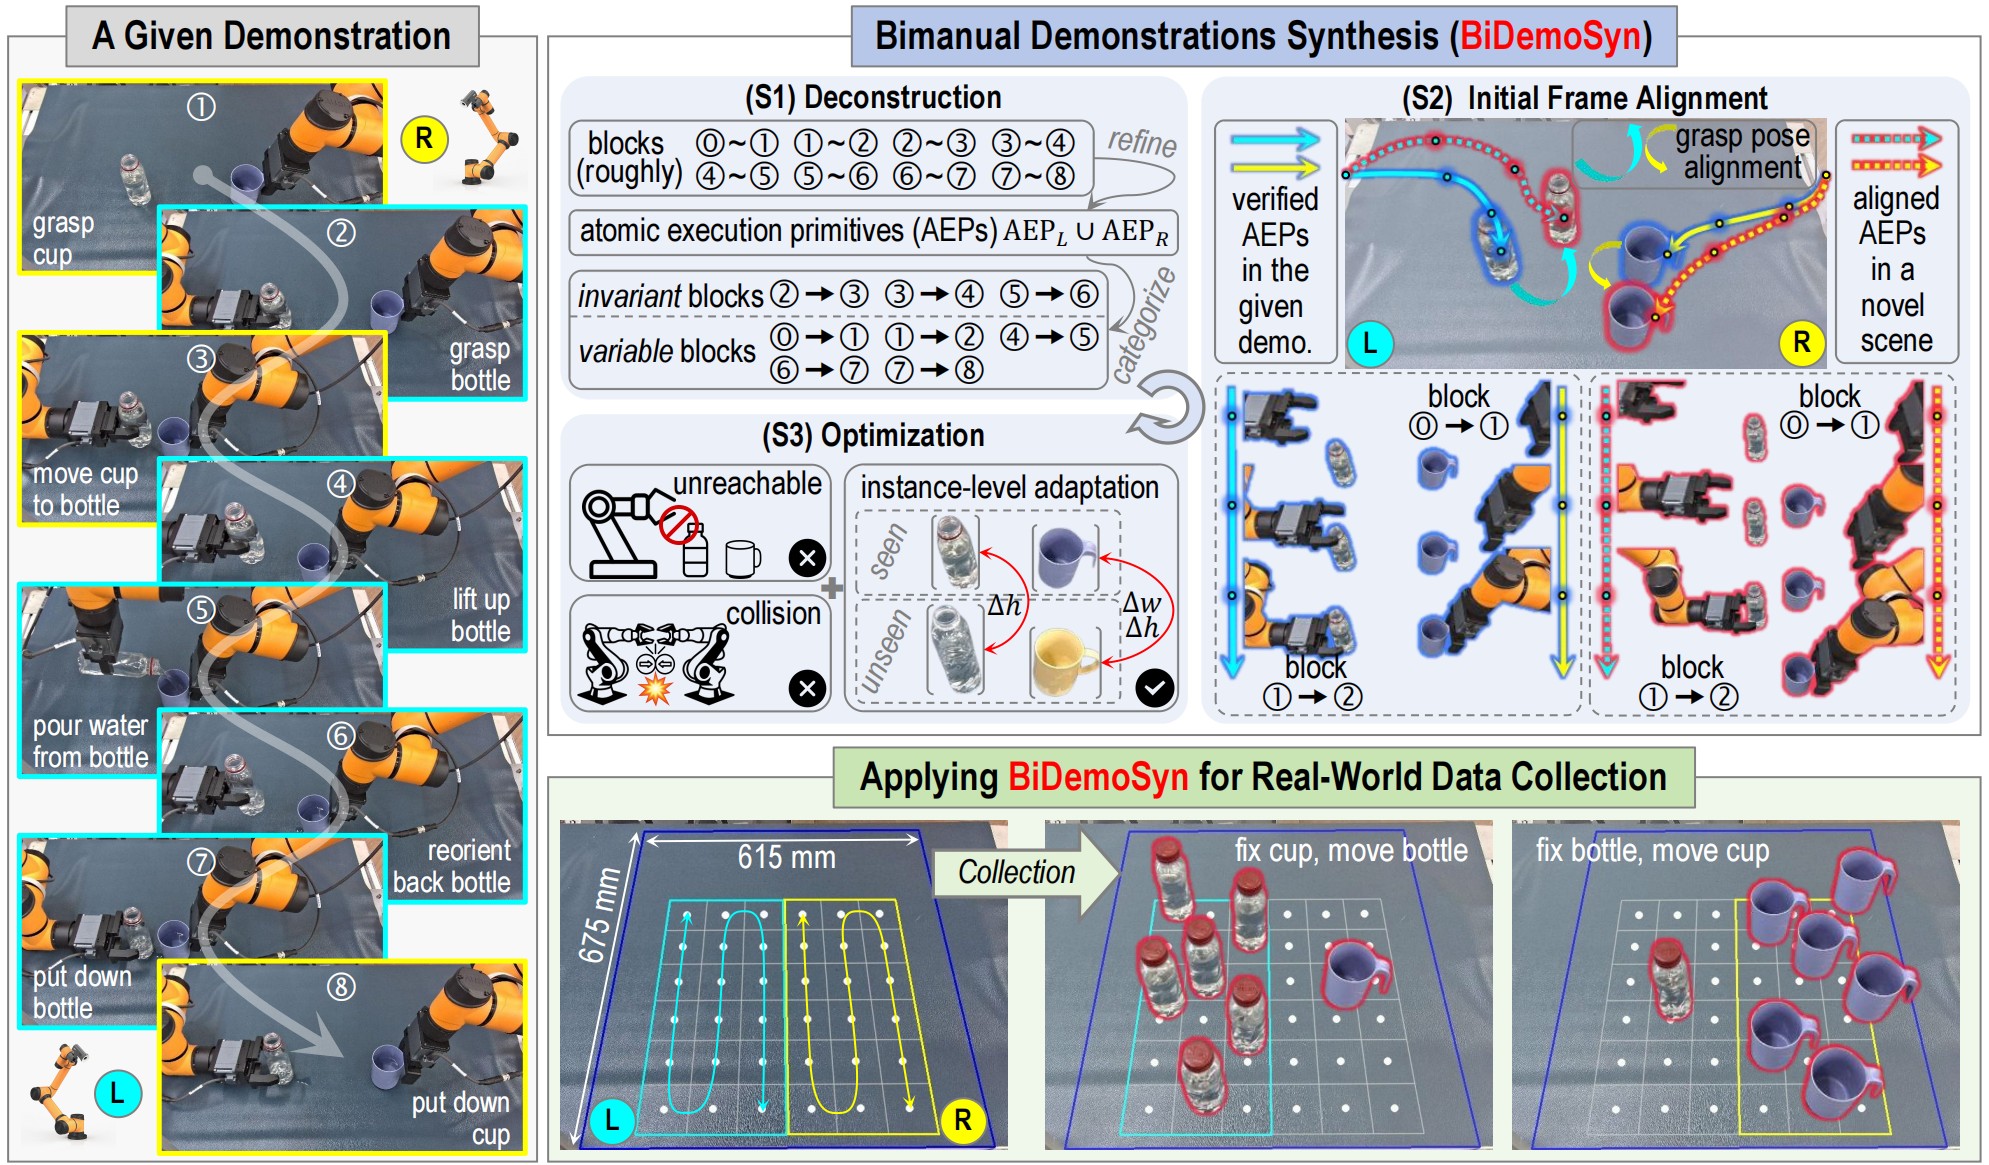 A Given Demonstration
①
R
grasp
cup
②
grasp
bottle
③
move cup
to bottle
④
lift up
bottle
⑤
pour water
from bottle
⑥
reorient
back bottle
⑦
put down
bottle
⑧
put down
cup
L
Bimanual Demonstrations Synthesis (BiDemoSyn)
(S1) Deconstruction
blocks
(roughly)
⓪~① ①~② ②~③ ③~④
④~⑤ ⑤~⑥ ⑥~⑦ ⑦~⑧
refine
atomic execution primitives (AEPs) AEP_L ∪ AEP_R
categorize
invariant blocks ②→③ ③→④ ⑤→⑥
variable blocks ⓪→① ①→② ④→⑤
⑥→⑦ ⑦→⑧
(S2) Initial Frame Alignment
verified
AEPs
in the
given
demo.
grasp pose
alignment
L
R
aligned
AEPs
in a
novel
scene
block
⓪→①
block
①→②
block
⓪→①
block
①→②
(S3) Optimization
unreachable
collision
+
instance-level adaptation
seen
unseen
Δh
Δw
Δh
Applying BiDemoSyn for Real-World Data Collection
615 mm
675 mm
L
R
Collection
fix cup, move bottle
fix bottle, move cup